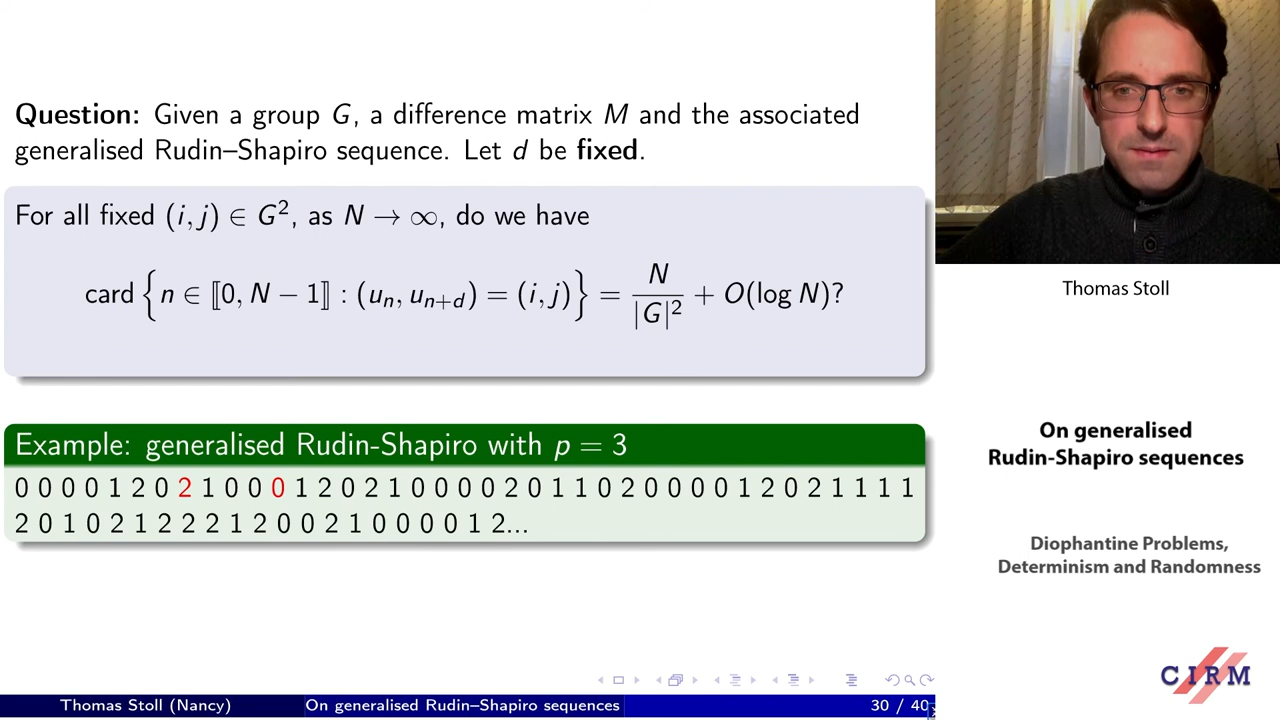 Question: Given a group G, a difference matrix M and the associated
generalised Rudin–Shapiro sequence. Let d be fixed.
For all fixed (i, j) ∈ G², as N → ∞, do we have
card { n ∈ ⟦0, N − 1⟧ : (uₙ, uₙ₊d) = (i, j) } = N/|G|² + O(log N)?
Example: generalised Rudin-Shapiro with p = 3
0 0 0 0 1 2 0 2 1 0 0 0 1 2 0 2 1 0 0 0 0 2 0 1 1 0 2 0 0 0 0 1 2 0 2 1 1 1 1
2 0 1 0 2 1 2 2 2 1 2 0 0 2 1 0 0 0 0 1 2...
Thomas Stoll (Nancy) On generalised Rudin–Shapiro sequences 30 / 40
Thomas Stoll
On generalised
Rudin-Shapiro sequences
Diophantine Problems,
Determinism and Randomness
CIRM